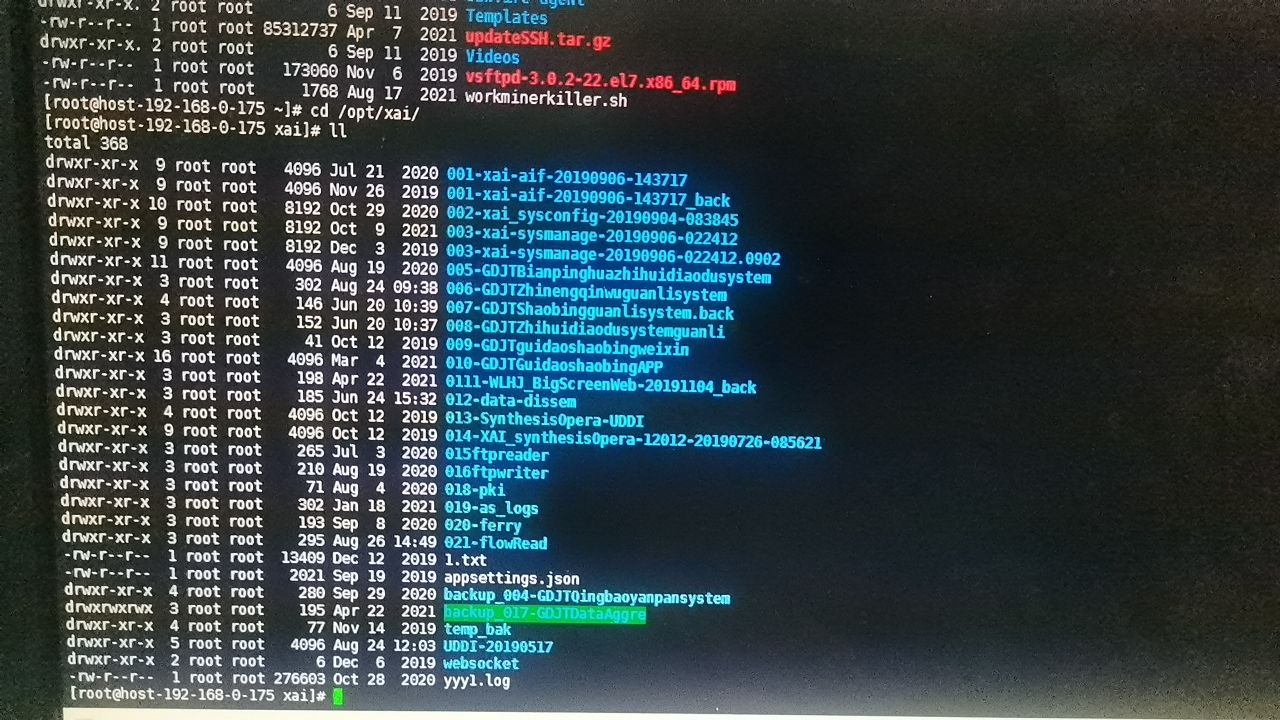 drwxr-xr-x. 2 root root 6 Sep 11 2019 Templates
-rw-r--r-- 1 root root 85312737 Apr 7 2021 updateSSH.tar.gz
drwxr-xr-x. 2 root root 6 Sep 11 2019 Videos
-rw-r--r-- 1 root root 173060 Nov 6 2019 vsftpd-3.0.2-22.el7.x86_64.rpm
-rw-r--r-- 1 root root 1768 Aug 17 2021 workminerkiller.sh
[root@host-192-168-0-175 ~]# cd /opt/xai/
[root@host-192-168-0-175 xai]# ll
total 368
drwxr-xr-x 9 root root 4096 Jul 21 2020 001-xai-aif-20190906-143717
drwxr-xr-x 9 root root 4096 Nov 26 2019 001-xai-aif-20190906-143717_back
drwxr-xr-x 10 root root 8192 Oct 29 2020 002-xai_sysconfig-20190904-083845
drwxr-xr-x 9 root root 8192 Oct 9 2021 003-xai-sysmanage-20190906-022412
drwxr-xr-x 9 root root 8192 Dec 3 2019 003-xai-sysmanage-20190906-022412.0902
drwxr-xr-x 11 root root 4096 Aug 19 2020 005-GDJTBianpinghuazhihuidiaodusystem
drwxr-xr-x 3 root root 302 Aug 24 09:38 006-GDJTZhinengqinwuguanlisystem
drwxr-xr-x 4 root root 146 Jun 20 10:39 007-GDJTShaobingguanlisystem.back
drwxr-xr-x 3 root root 152 Jun 20 10:37 008-GDJTZhihuidiaodusystemguanli
drwxr-xr-x 3 root root 41 Oct 12 2019 009-GDJTguidaoshaobingweixin
drwxr-xr-x 16 root root 4096 Mar 4 2021 010-GDJTGuidaoshaobingAPP
drwxr-xr-x 3 root root 198 Apr 22 2021 0111-WLHJ_BigScreenWeb-20191104_back
drwxr-xr-x 3 root root 185 Jun 24 15:32 012-data-dissem
drwxr-xr-x 4 root root 4096 Oct 12 2019 013-SynthesisOpera-UDDI
drwxr-xr-x 9 root root 4096 Oct 12 2019 014-XAI_synthesisOpera-12012-20190726-085621
drwxr-xr-x 3 root root 265 Jul 3 2020 015ftpreader
drwxr-xr-x 3 root root 210 Aug 19 2020 016ftpwriter
drwxr-xr-x 3 root root 71 Aug 4 2020 018-pki
drwxr-xr-x 3 root root 302 Jan 18 2021 019-as_logs
drwxr-xr-x 3 root root 193 Sep 8 2020 020-ferry
drwxr-xr-x 3 root root 295 Aug 26 14:49 021-flowRead
-rw-r--r-- 1 root root 13409 Dec 12 2019 1.txt
-rw-r--r-- 1 root root 2021 Sep 19 2019 appsettings.json
drwxr-xr-x 4 root root 280 Sep 29 2020 backup_004-GDJTQingbaoyanpansystem
drwxrwxrwx 3 root root 195 Apr 22 2021 backup_017-GDJTDataAggre
drwxr-xr-x 4 root root 77 Nov 14 2019 temp_bak
drwxr-xr-x 5 root root 4096 Aug 24 12:03 UDDI-20190517
drwxr-xr-x 2 root root 6 Dec 6 2019 websocket
-rw-r--r-- 1 root root 276603 Oct 28 2020 yyy1.log
[root@host-192-168-0-175 xai]#